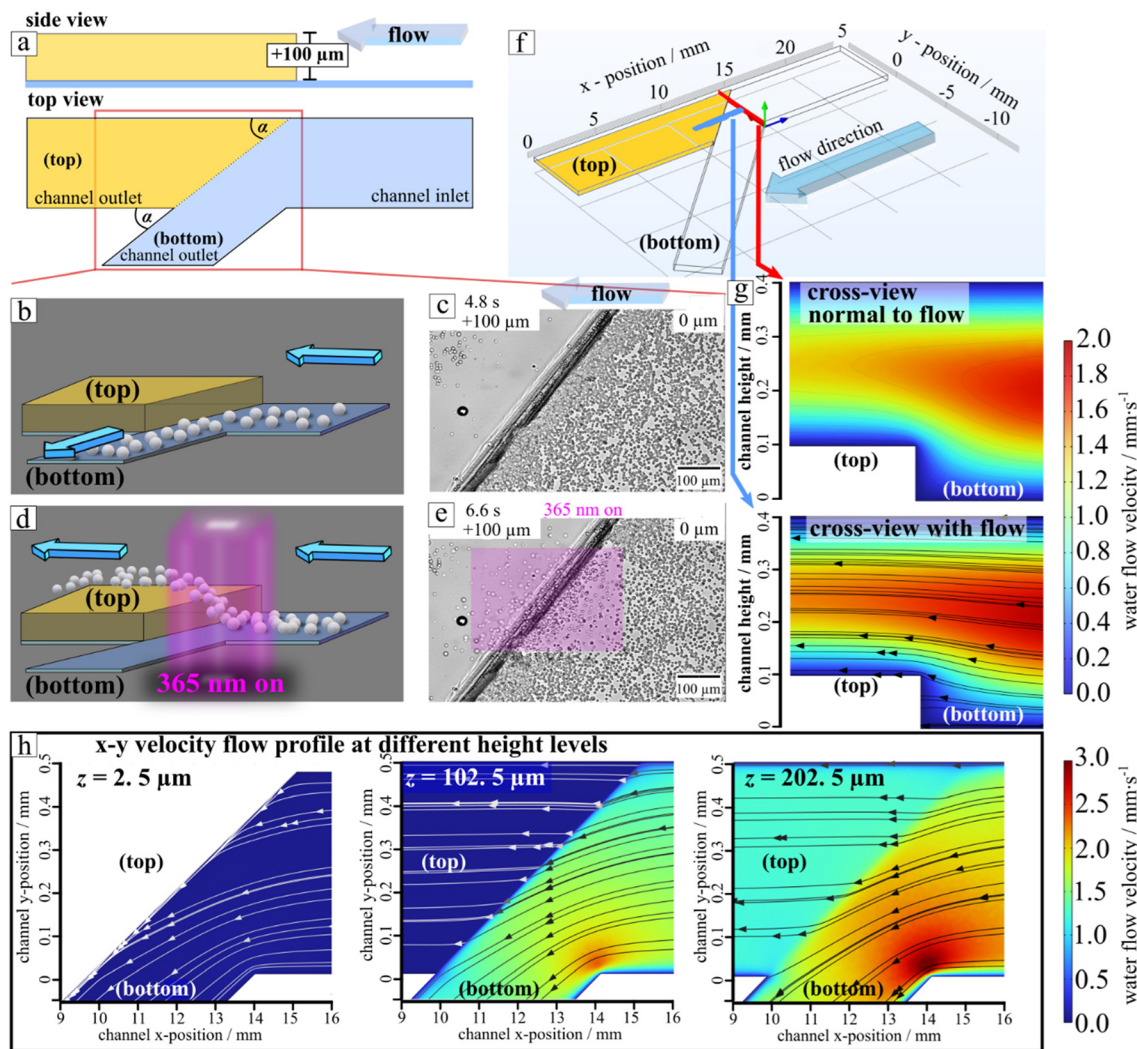 side view
a
+100 µm
flow
top view
α
(top)
channel outlet
α
channel inlet
(bottom)
channel outlet
f
x - position / mm
y - position / mm
0
5
10
15
20
5
0
-5
-10
(top)
flow direction
(bottom)
b
(top)
(bottom)
flow
c
4.8 s
+100 µm
0 µm
100 µm
d
(top)
(bottom)
365 nm on
e
6.6 s
+100 µm
365 nm on
0 µm
100 µm
g
cross-view
normal to flow
channel height / mm
0.4
0.3
0.2
0.1
0
(top)
(bottom)
cross-view with flow
channel height / mm
0.4
0.3
0.2
0.1
0
(top)
(bottom)
2.0
1.8
1.6
1.4
1.2
1.0
0.8
0.6
0.4
0.2
0.0
water flow velocity / mm·s⁻¹
h
x-y velocity flow profile at different height levels
z = 2. 5 µm
channel y-position / mm
0.5
0.4
0.3
0.2
0.1
0
(top)
(bottom)
9 10 11 12 13 14 15 16
channel x-position / mm
z = 102. 5 µm
channel y-position / mm
0.5
0.4
0.3
0.2
0.1
0
(top)
(bottom)
9 10 11 12 13 14 15 16
channel x-position / mm
z = 202. 5 µm
channel y-position / mm
0.5
0.4
0.3
0.2
0.1
0
(top)
(bottom)
9 10 11 12 13 14 15 16
channel x-position / mm
3.0
2.5
2.0
1.5
1.0
0.5
0.0
water flow velocity / mm·s⁻¹